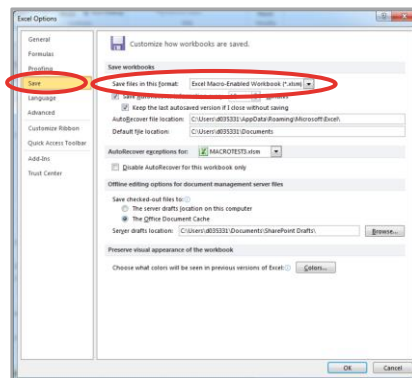 Excel Options
General
Formulas
Proofing
Save
Language
Advanced
Customize Ribbon
Quick Access Toolbar
Add-Ins
Trust Center
Customize how workbooks are saved.
Save workbooks
Save files in this format: Excel Macro-Enabled Workbook (*.xlsm)
Save
Keep the last autosaved version if I close without saving
AutoRecover file location: C:\Users\d035331\AppData\Roaming\Microsoft\Excel\
Default file location: C:\Users\d035331\Documents
AutoRecover exceptions for: MACROTEST3.xlsm
Disable AutoRecover for this workbook only
Offline editing options for document management server files
Save checked-out files to:
The server drafts location on this computer
The Office Document Cache
Server drafts location: C:\Users\d035331\Documents\SharePoint Drafts\
Browse...
Preserve visual appearance of the workbook
Choose what colors will be seen in previous versions of Excel: Colors...
OK Cancel